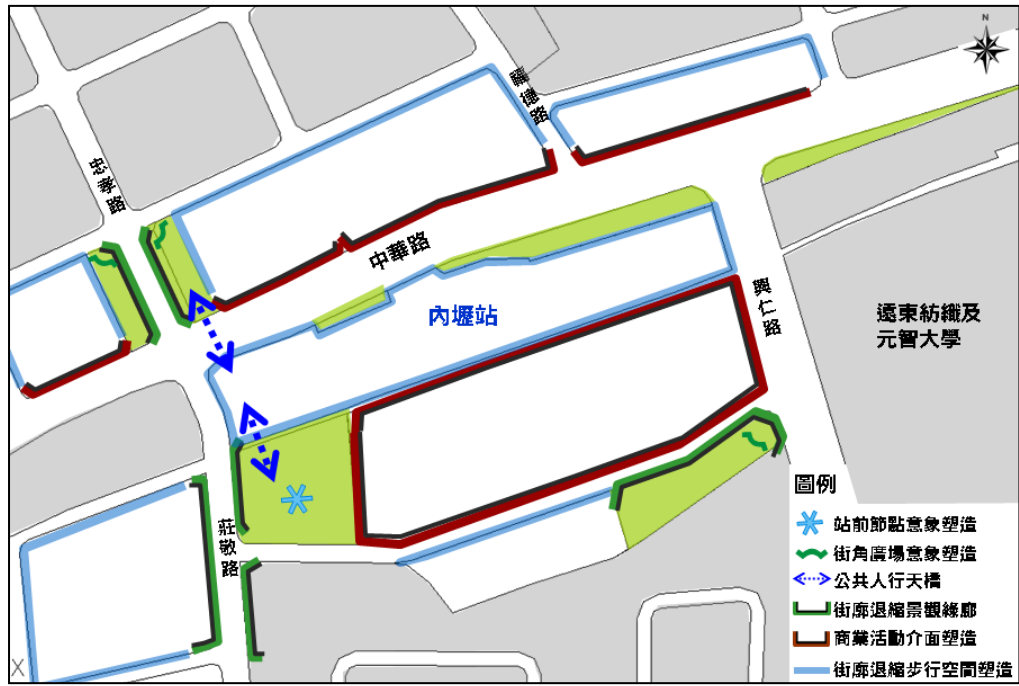 N
福德路
忠孝路
中華路
內壢站
興仁路
遠東紡織及
元智大學
莊敬路
圖例
站前節點意象塑造
街角廣場意象塑造
公共人行天橋
街廓退縮景觀綠廊
商業活動介面塑造
街廓退縮步行空間塑造
X